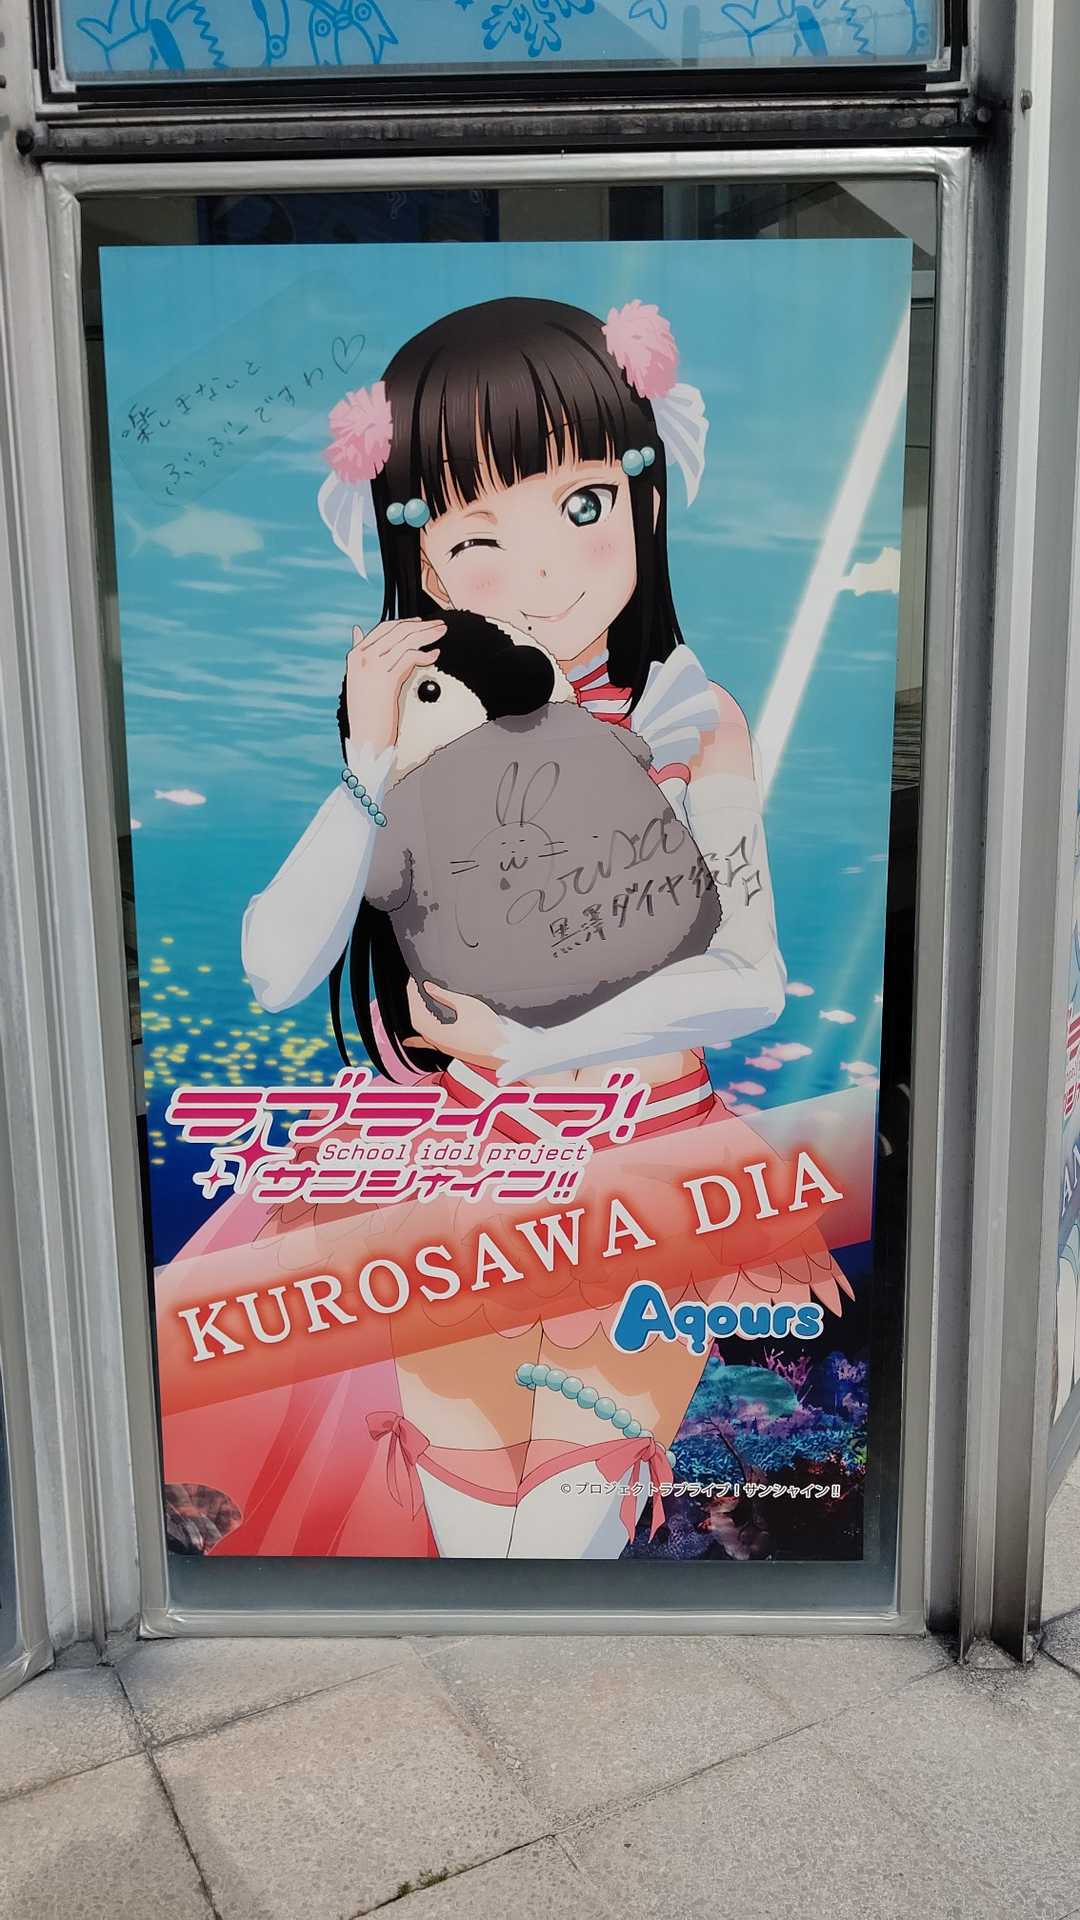 楽しまないと
ぶっぶーですわ♡
arisa
黒澤ダイヤ役
ラブライブ!
School idol project
サンシャイン!!
KUROSAWA DIA
Aqours
© プロジェクトラブライブ!サンシャイン!!